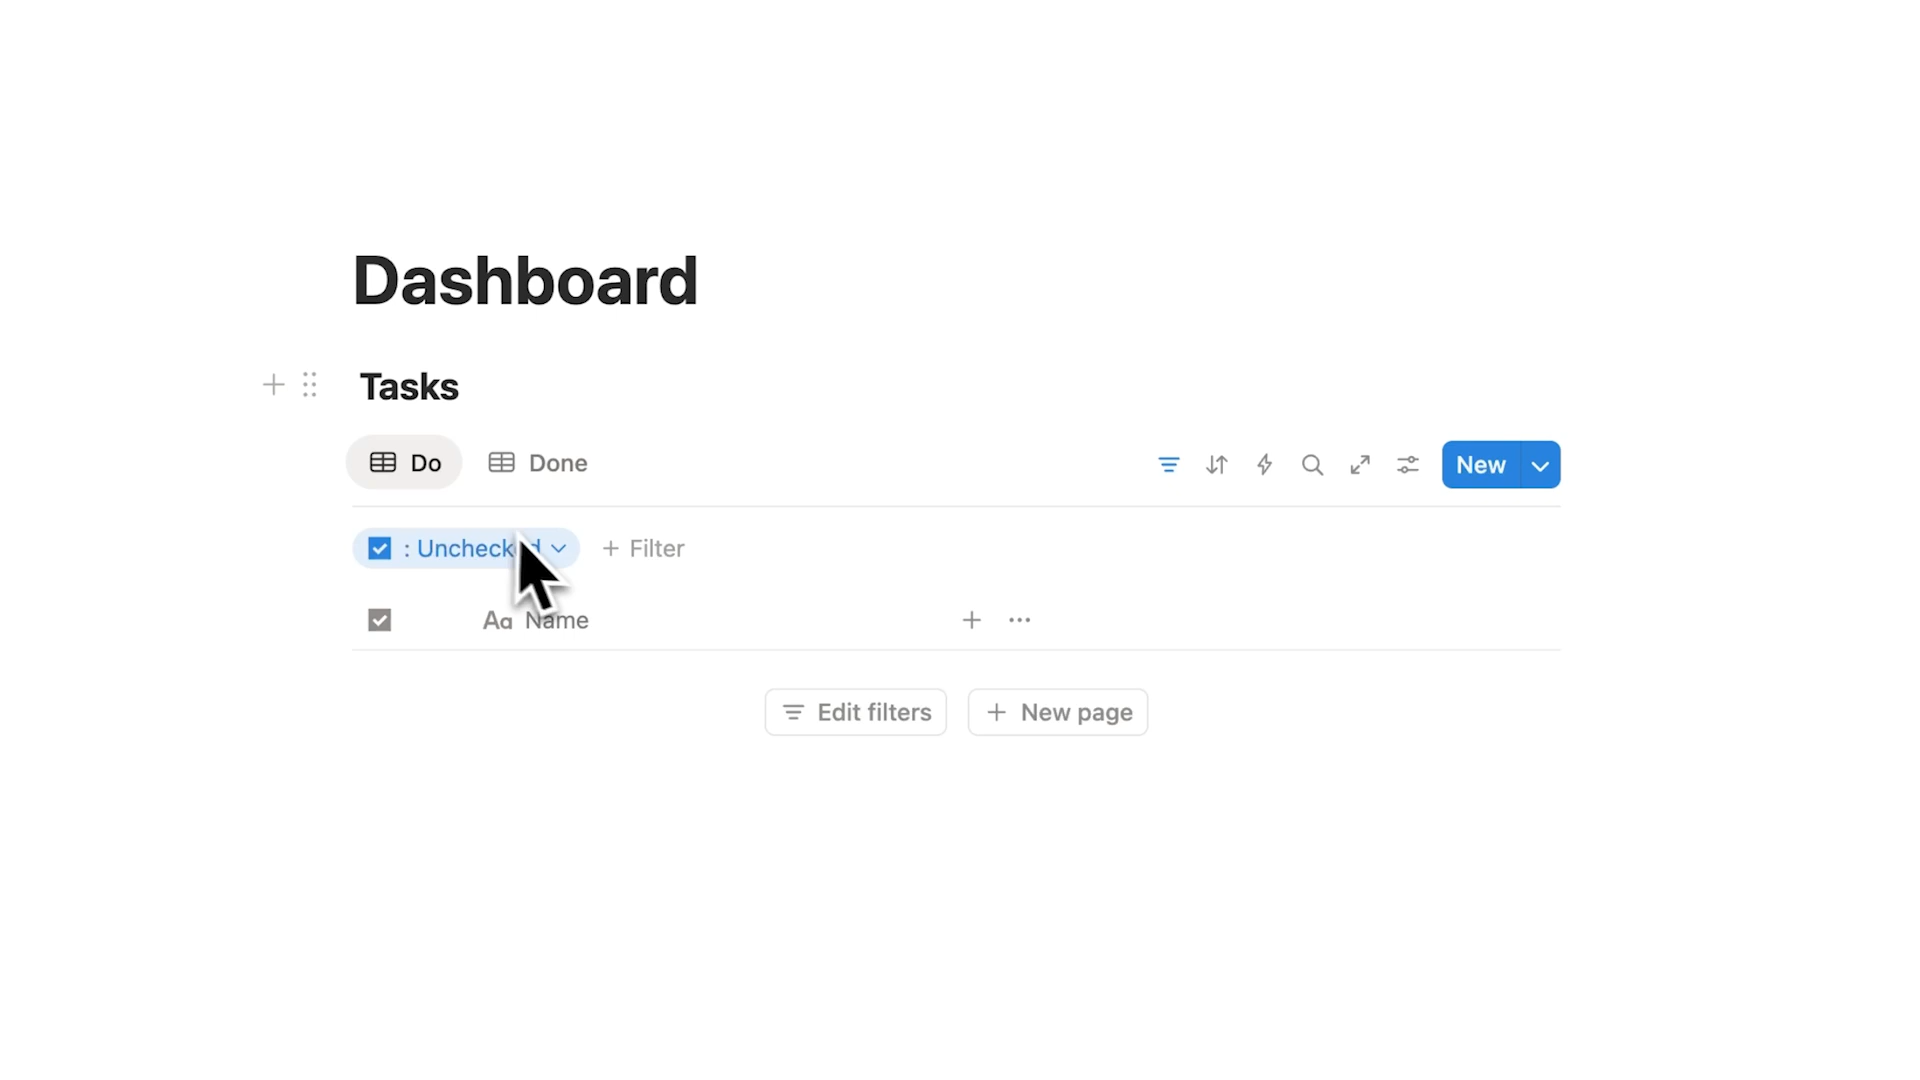 Dashboard
Tasks
Do Done New
: Unchecked + Filter
Aa Name
Edit filters + New page